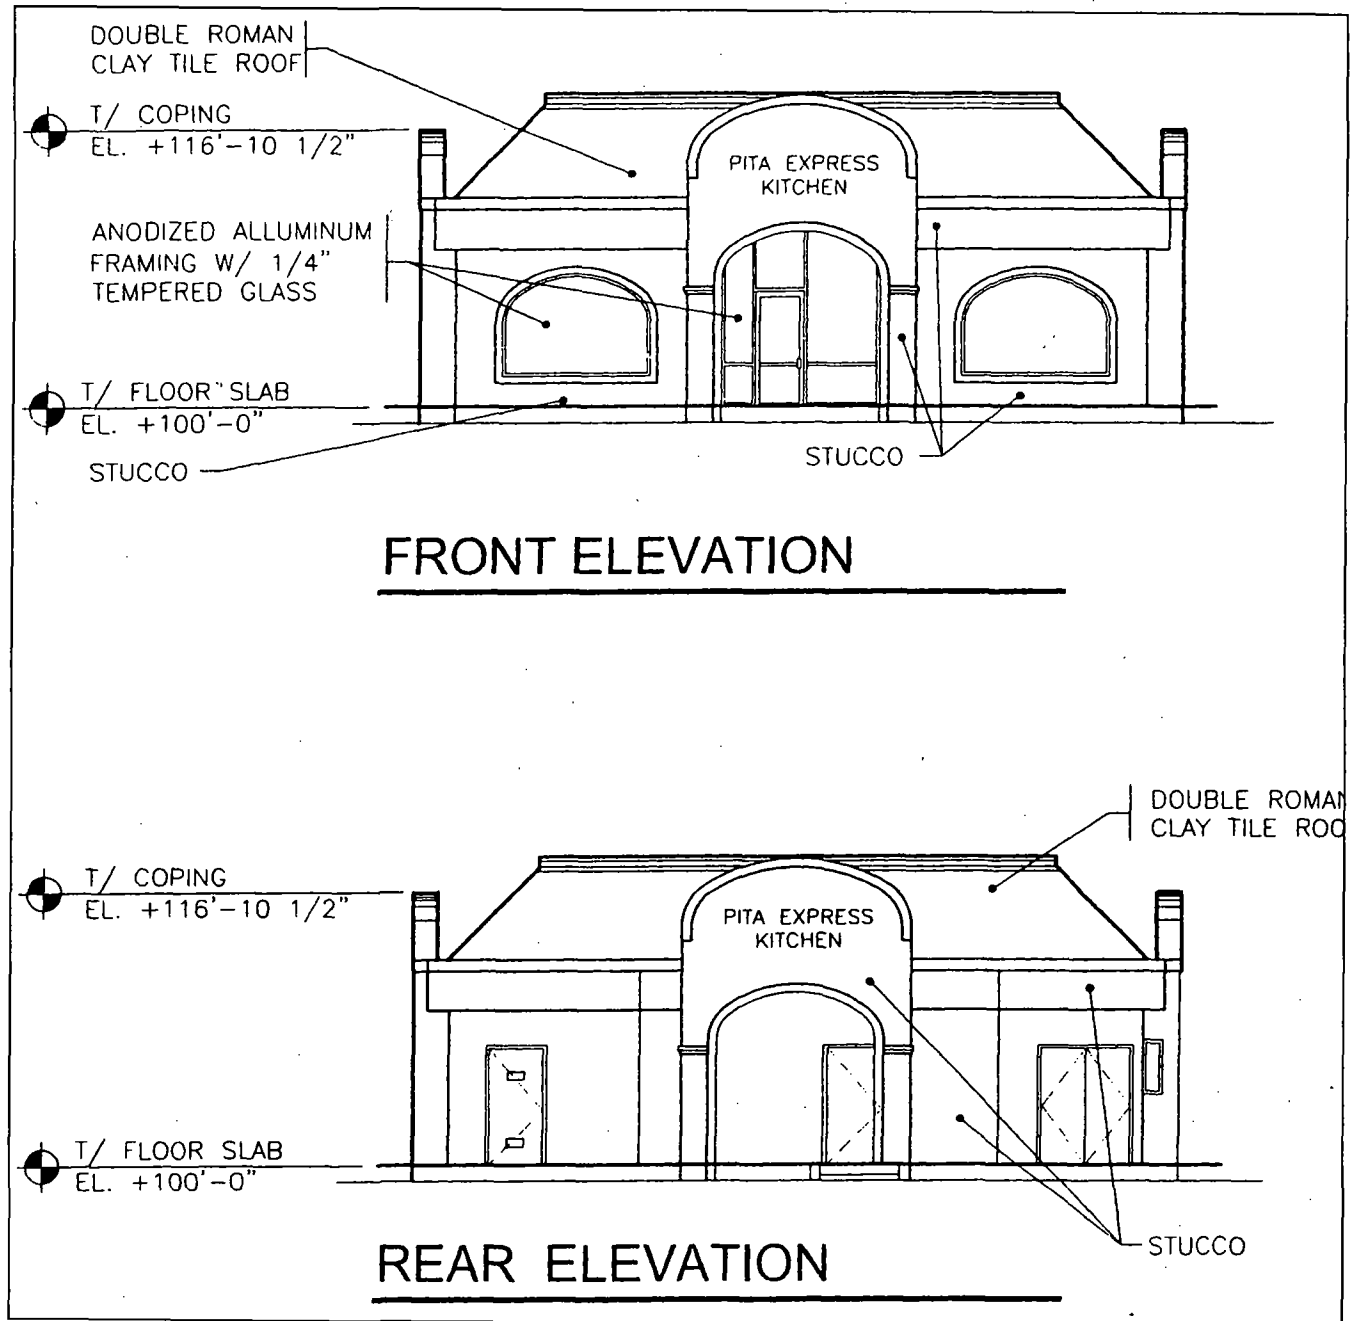 DOUBLE ROMAN
CLAY TILE ROOF
T/ COPING
EL. +116'-10 1/2"
PITA EXPRESS
KITCHEN
ANODIZED ALLUMINUM
FRAMING W/ 1/4"
TEMPERED GLASS
T/ FLOOR SLAB
EL. +100'-0"
STUCCO
STUCCO
FRONT ELEVATION
DOUBLE ROMAN
CLAY TILE ROO
T/ COPING
EL. +116'-10 1/2"
PITA EXPRESS
KITCHEN
T/ FLOOR SLAB
EL. +100'-0"
STUCCO
REAR ELEVATION